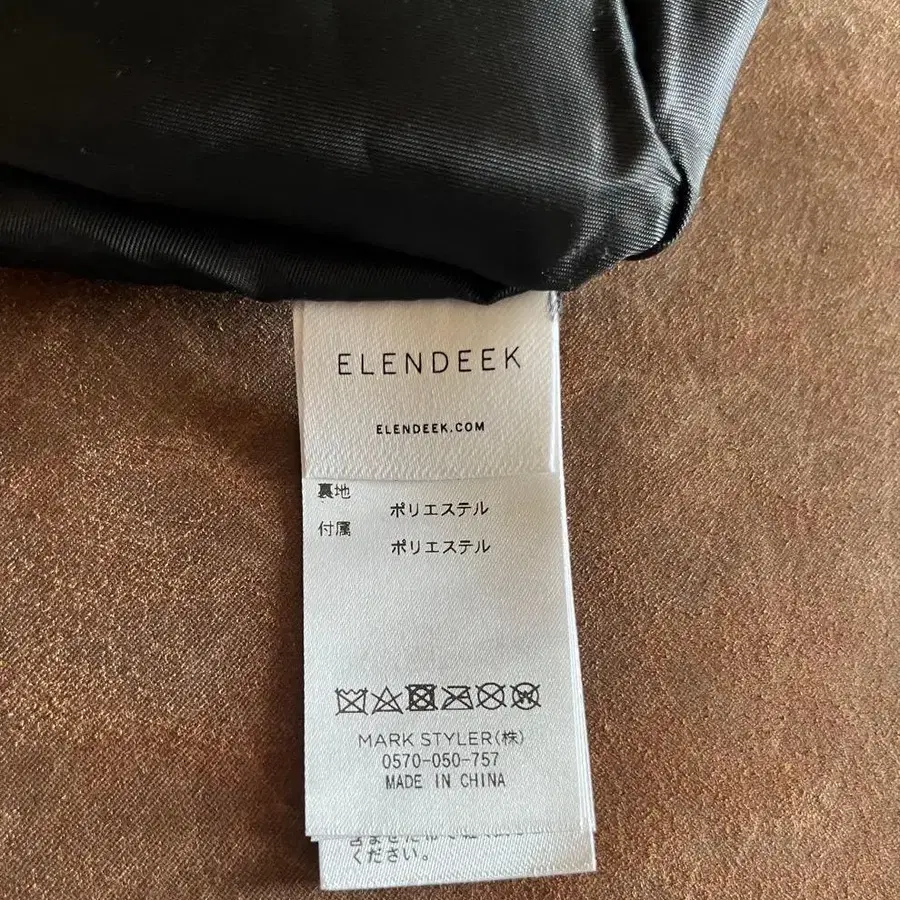 ELENDEEK
ELENDEEK.COM
裏地
ポリエステル
付属
ポリエステル
MARK STYLER(株)
0570-050-757
MADE IN CHINA
ください。